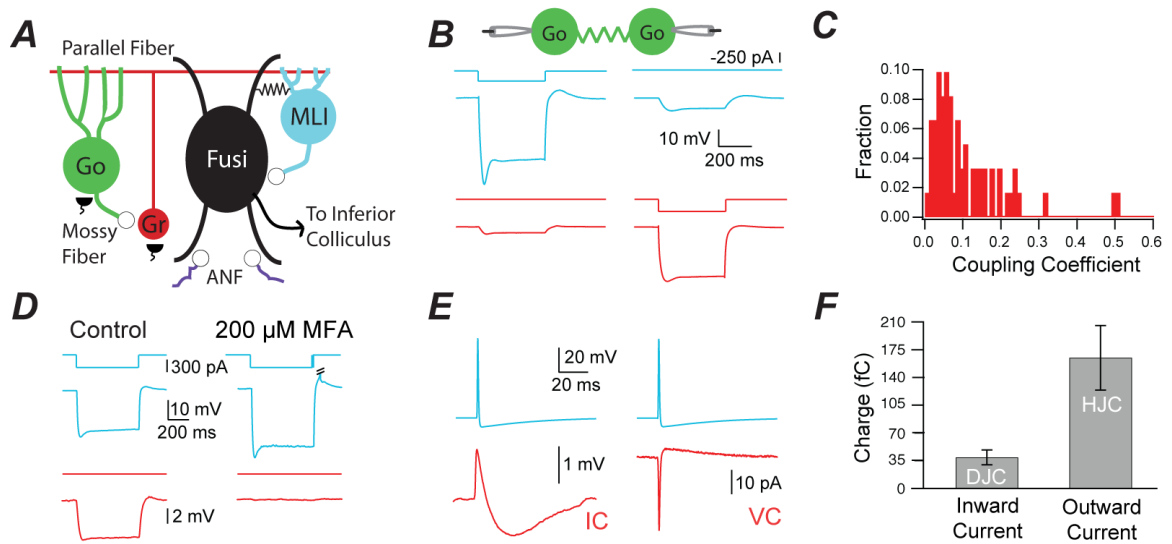 A
Parallel Fiber
Go
Fusi
MLI
Gr
Mossy
Fiber
To Inferior
Colliculus
ANF
B
Go
Go
-250 pA
10 mV
200 ms
C
0.10
0.08
0.06
0.04
0.02
0.00
Fraction
0.0 0.1 0.2 0.3 0.4 0.5 0.6
Coupling Coefficient
D
Control
200 µM MFA
300 pA
10 mV
200 ms
2 mV
E
20 mV
20 ms
1 mV
10 pA
IC
VC
F
210
175
140
105
70
35
0
Charge (fC)
DJC
HJC
Inward
Current
Outward
Current